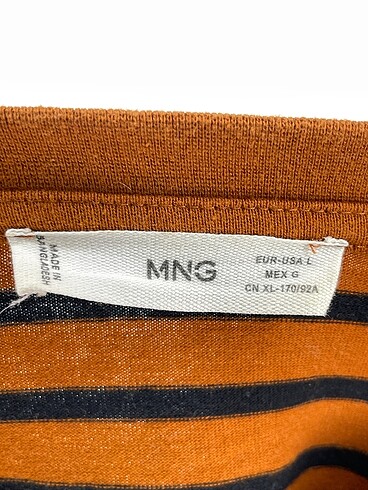 MADE IN
BANGLADESH
MNG
EUR-USA L
MEX G
CN XL-170/92A